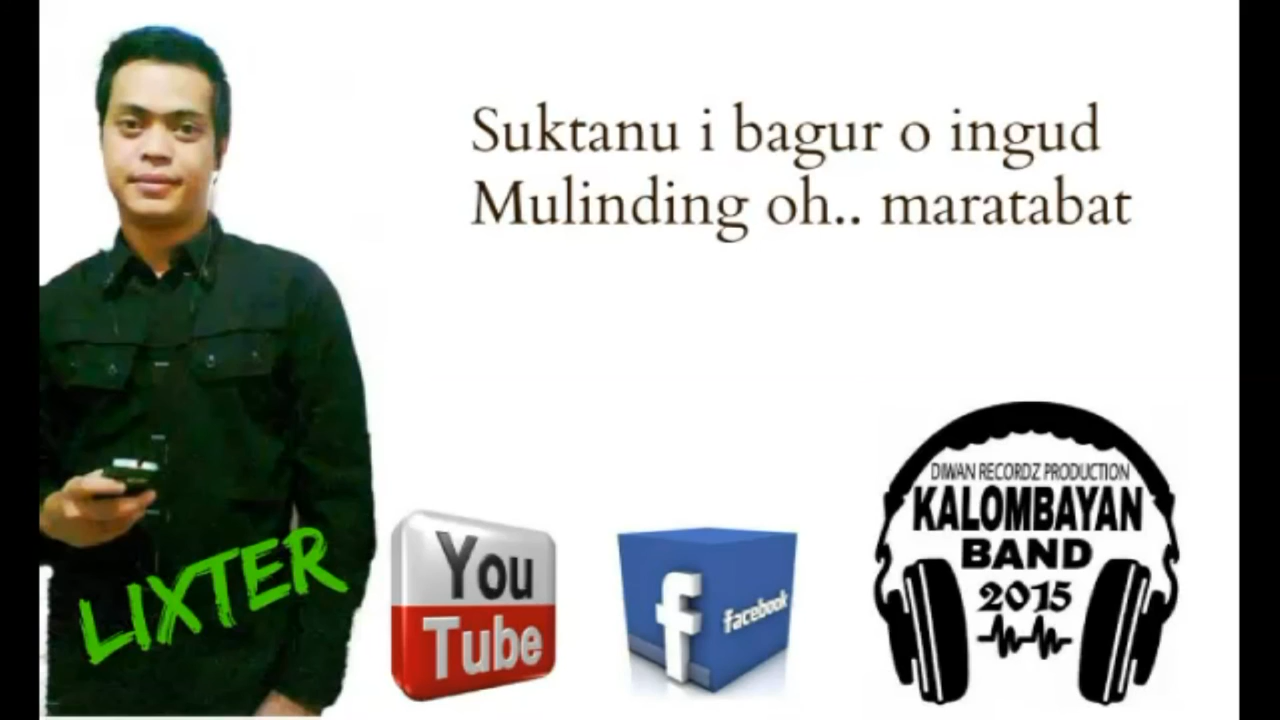 Suktanu i bagur o ingud
Mulinding oh.. maratabat
LIXTER
You
Tube
f
facebook
DIWAN RECORDZ PRODUCTION
KALOMBAYAN
BAND
2015